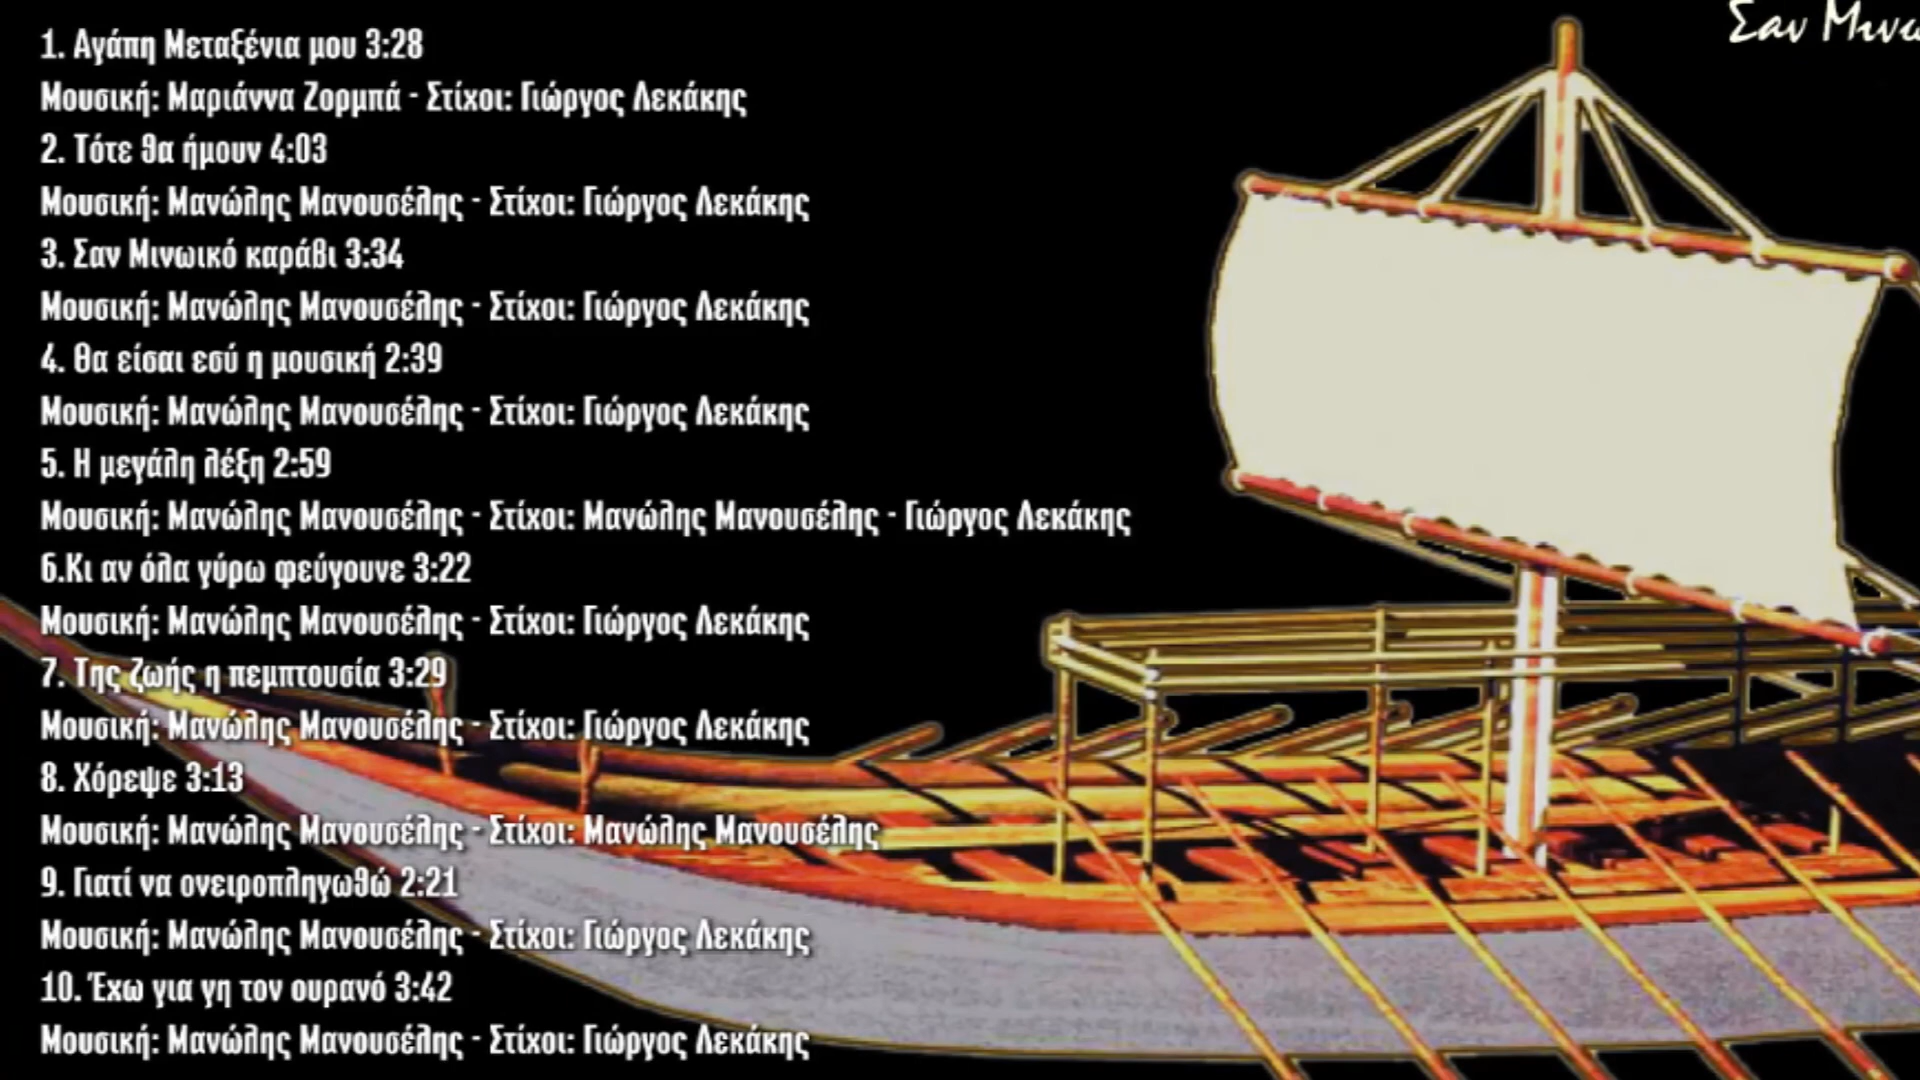 Σαν
1. Αγάπη Μεταξένια μου 3:28
Μουσική: Μαριάννα Ζορμπά - Στίχοι: Γιώργος Λεκάκης
2. Τότε θα ήμουν 4:03
Μουσική: Μανώλης Μανουσέλης - Στίχοι: Γιώργος Λεκάκης
3. Σαν Μινωικό καράβι 3:34
Μουσική: Μανώλης Μανουσέλης - Στίχοι: Γιώργος Λεκάκης
4. Θα είσαι εσύ η μουσική 2:39
Μουσική: Μανώλης Μανουσέλης - Στίχοι: Γιώργος Λεκάκης
5. Η μεγάλη λέξη 2:59
Μουσική: Μανώλης Μανουσέλης - Στίχοι: Μανώλης Μανουσέλης - Γιώργος Λεκάκης
6.Κι αν όλα γύρω φεύγουνε 3:22
Μουσική: Μανώλης Μανουσέλης - Στίχοι: Γιώργος Λεκάκης
7. Της ζωής η πεμπτουσία 3:29
Μουσική: Μανώλης Μανουσέλης - Στίχοι: Γιώργος Λεκάκης
8. Χόρεψε 3:13
Μουσική: Μανώλης Μανουσέλης - Στίχοι: Μανώλης Μανουσέλης
9. Γιατί να ονειροπληγωθώ 2:21
Μουσική: Μανώλης Μανουσέλης - Στίχοι: Γιώργος Λεκάκης
10. Έχω για γη τον ουρανό 3:42
Μουσική: Μανώλης Μανουσέλης - Στίχοι: Γιώργος Λεκάκης